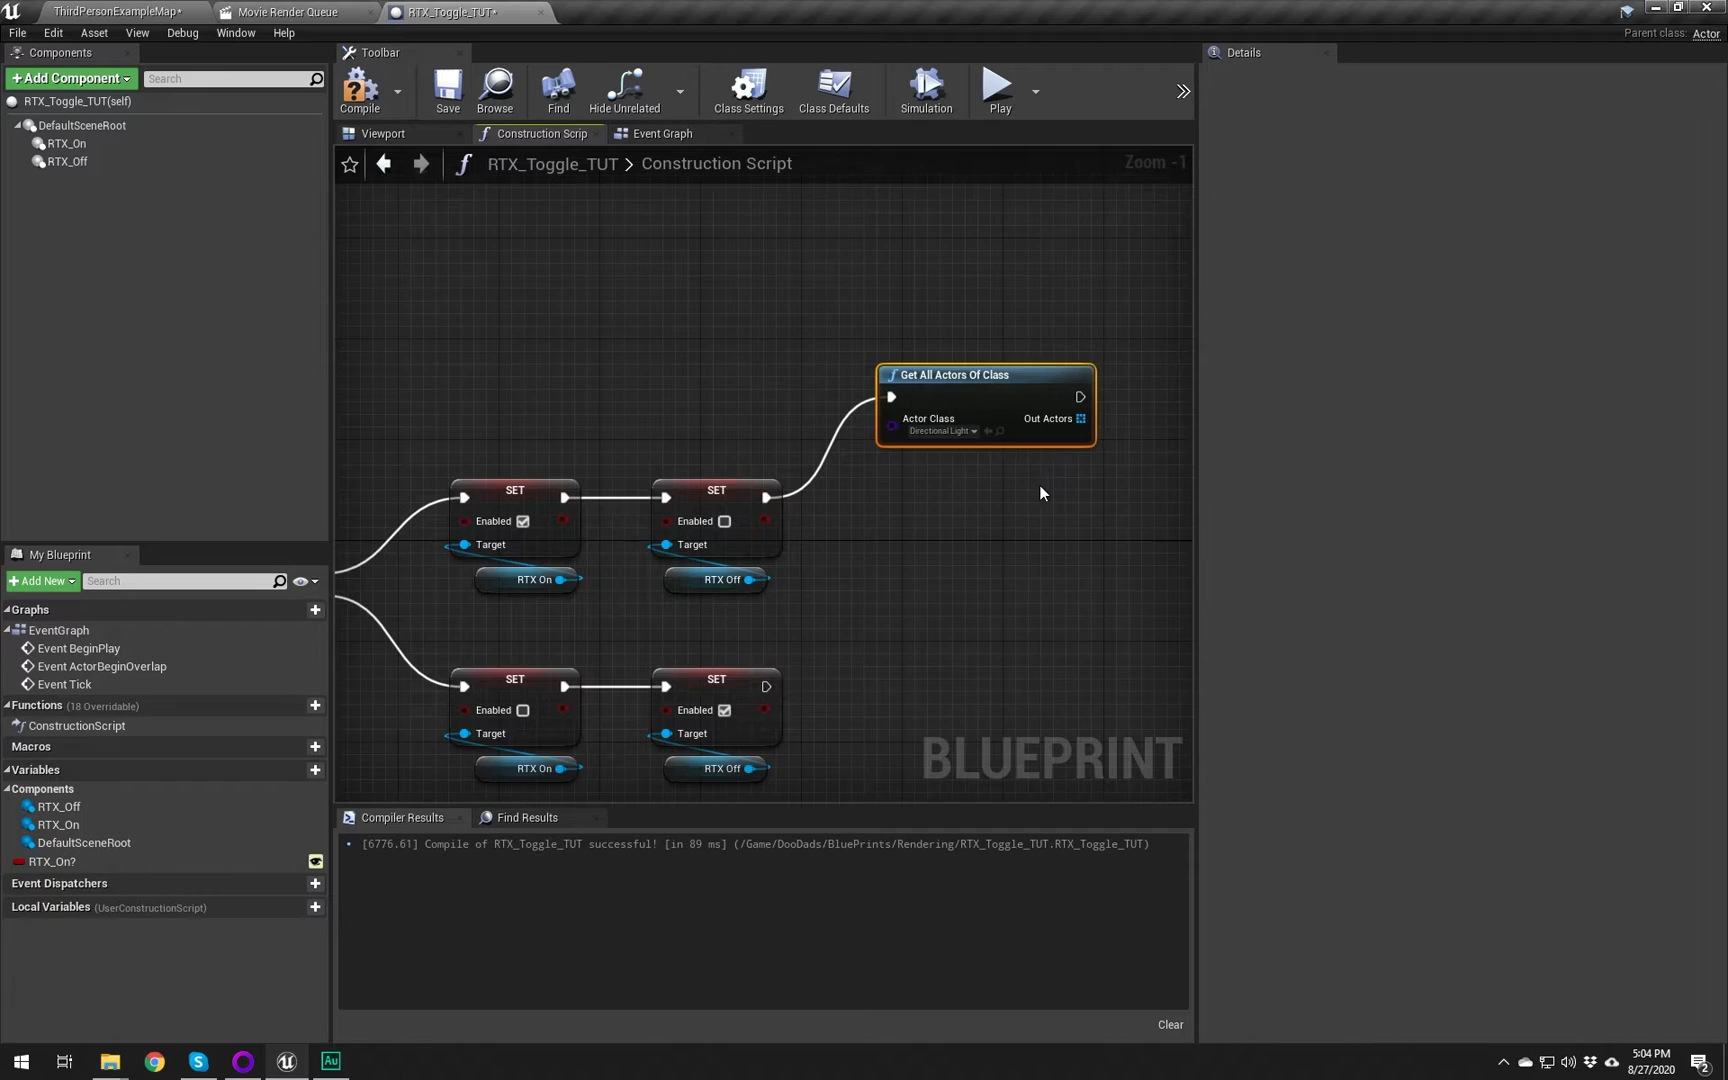 ThirdPersonExampleMap*
Movie Render Queue
RTX_Toggle_TUT*
File Edit Asset View Debug Window Help
Parent class: Actor
Components
Toolbar
Details
+Add Component
Search
RTX_Toggle_TUT(self)
DefaultSceneRoot
RTX_On
RTX_Off
Compile
Save
Browse
Find
Hide Unrelated
Class Settings
Class Defaults
Simulation
Play
Viewport
Construction Scrip
Event Graph
RTX_Toggle_TUT > Construction Script
Zoom -1
Get All Actors Of Class
Actor Class
Out Actors
Directional Light
SET
Enabled
Target
RTX On
SET
Enabled
Target
RTX Off
SET
Enabled
Target
RTX On
SET
Enabled
Target
RTX Off
BLUEPRINT
My Blueprint
+Add New
Search
Graphs
EventGraph
Event BeginPlay
Event ActorBeginOverlap
Event Tick
Functions (18 Overridable)
ConstructionScript
Macros
Variables
Components
RTX_Off
RTX_On
DefaultSceneRoot
RTX_On?
Event Dispatchers
Local Variables (UserConstructionScript)
Compiler Results
Find Results
[6776.61] Compile of RTX_Toggle_TUT successful! [in 89 ms] (/Game/DooDads/BluePrints/Rendering/RTX_Toggle_TUT.RTX_Toggle_TUT)
Clear
Au
5:04 PM
8/27/2020
2